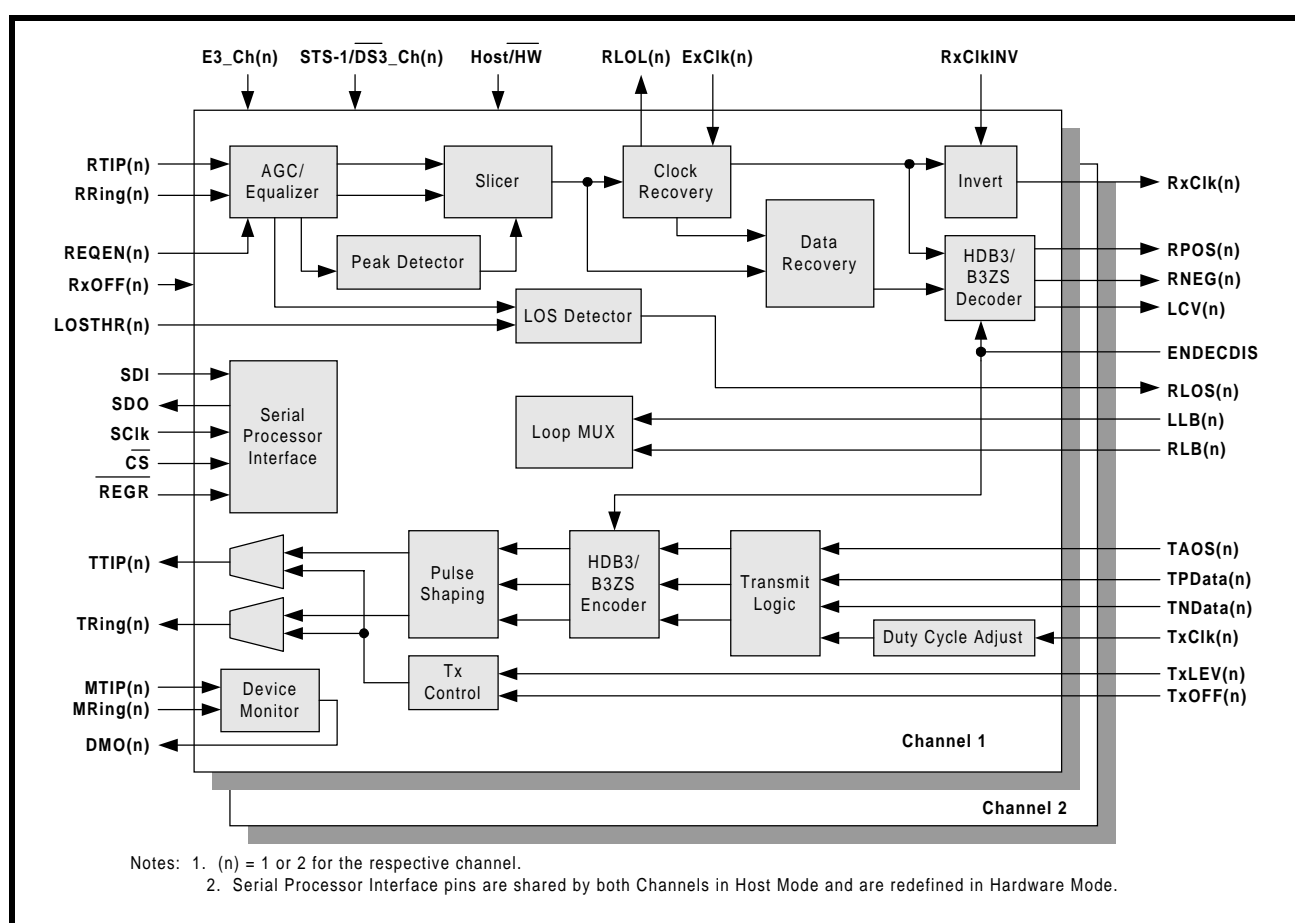 E3_Ch(n)
STS-1/DS3_Ch(n)
Host/HW
RLOL(n)
ExClk(n)
RxClkINV
RTIP(n)
RRing(n)
REQEN(n)
RxOFF(n)
LOSTHR(n)
SDI
SDO
SClk
CS
REGR
TTIP(n)
TRing(n)
MTIP(n)
MRing(n)
DMO(n)
AGC/
Equalizer
Slicer
Clock
Recovery
Invert
Peak Detector
Data
Recovery
HDB3/
B3ZS
Decoder
LOS Detector
Serial
Processor
Interface
Loop MUX
Pulse
Shaping
HDB3/
B3ZS
Encoder
Transmit
Logic
Duty Cycle Adjust
Tx
Control
Device
Monitor
RxClk(n)
RPOS(n)
RNEG(n)
LCV(n)
ENDECDIS
RLOS(n)
LLB(n)
RLB(n)
TAOS(n)
TPData(n)
TNData(n)
TxClk(n)
TxLEV(n)
TxOFF(n)
Channel 1
Channel 2
Notes: 1. (n) = 1 or 2 for the respective channel.
2. Serial Processor Interface pins are shared by both Channels in Host Mode and are redefined in Hardware Mode.